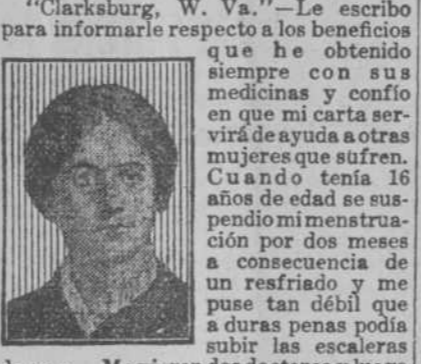 "Clarksburg, W. Va."—Le escribo
para informarle respecto a los beneficios
que he obtenido
siempre con sus
medicinas y confío
en que mi carta ser-
virá de ayuda a otras
mujeres que sufren.
Cuando tenía 16
años de edad se sus-
pendio mi menstrua-
ción por dos meses
a consecuencia de
un resfriado y me
puse tan débil que
a duras penas podía
subir las escaleras